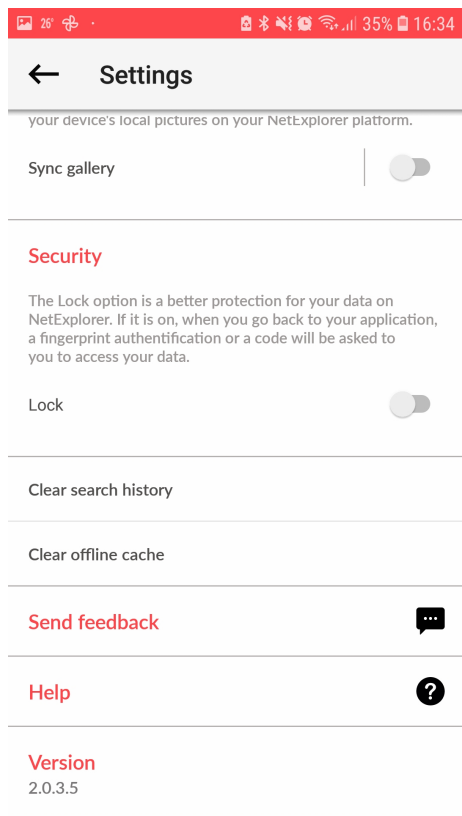 26°
35% 16:34
Settings
your device's local pictures on your NetExplorer platform.
Sync gallery
Security
The Lock option is a better protection for your data on
NetExplorer. If it is on, when you go back to your application,
a fingerprint authentification or a code will be asked to
you to access your data.
Lock
Clear search history
Clear offline cache
Send feedback
Help
?
Version
2.0.3.5